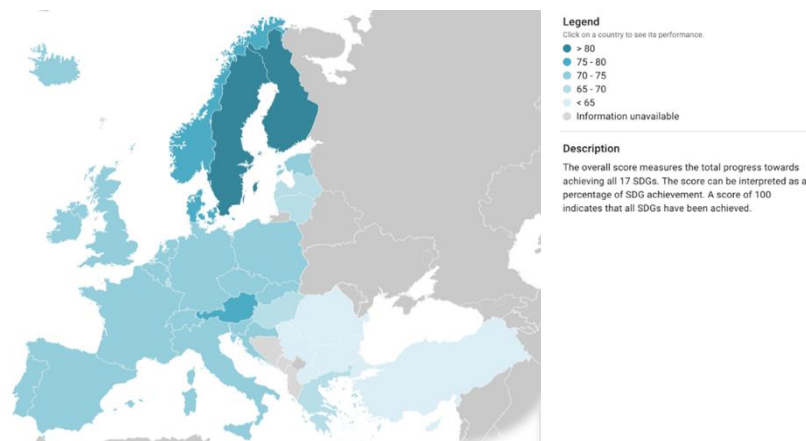 Legend
Click on a country to see its performance.
> 80
75 - 80
70 - 75
65 - 70
< 65
Information unavailable
Description
The overall score measures the total progress towards
achieving all 17 SDGs. The score can be interpreted as a
percentage of SDG achievement. A score of 100
indicates that all SDGs have been achieved.